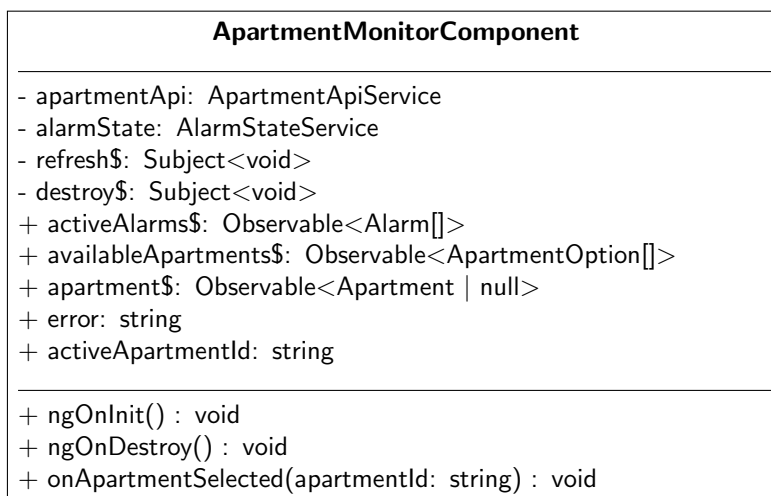 ApartmentMonitorComponent
- apartmentApi: ApartmentApiService
- alarmState: AlarmStateService
- refresh$: Subject<void>
- destroy$: Subject<void>
+ activeAlarms$: Observable<Alarm[]>
+ availableApartments$: Observable<ApartmentOption[]>
+ apartment$: Observable<Apartment | null>
+ error: string
+ activeApartmentId: string
+ ngOnInit() : void
+ ngOnDestroy() : void
+ onApartmentSelected(apartmentId: string) : void